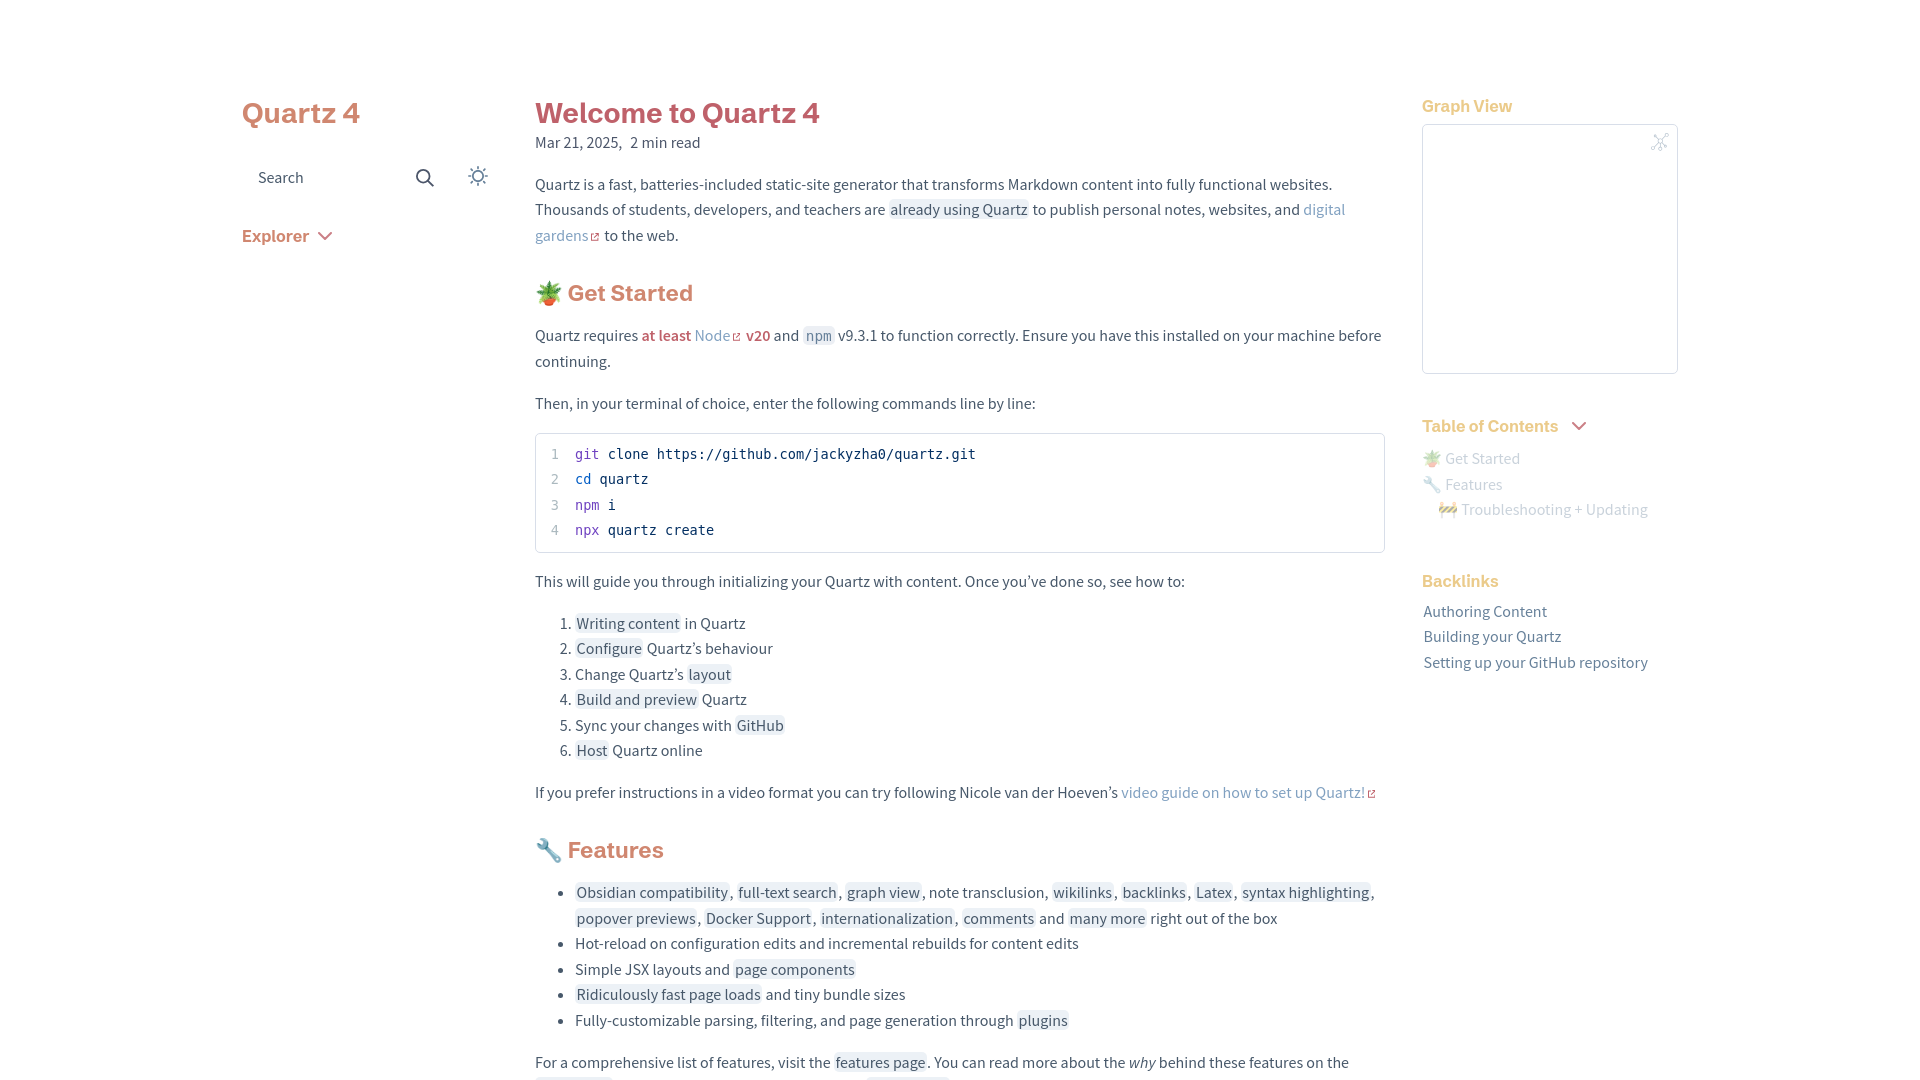 Quartz 4
Search
Explorer
Welcome to Quartz 4
Mar 21, 2025, 2 min read
Quartz is a fast, batteries-included static-site generator that transforms Markdown content into fully functional websites.
Thousands of students, developers, and teachers are already using Quartz to publish personal notes, websites, and digital
gardens to the web.
🪴 Get Started
Quartz requires at least Node v20 and npm v9.3.1 to function correctly. Ensure you have this installed on your machine before
continuing.
Then, in your terminal of choice, enter the following commands line by line:
1 git clone https://github.com/jackyzha0/quartz.git
2 cd quartz
3 npm i
4 npx quartz create
This will guide you through initializing your Quartz with content. Once you’ve done so, see how to:
1. Writing content in Quartz
2. Configure Quartz’s behaviour
3. Change Quartz’s layout
4. Build and preview Quartz
5. Sync your changes with GitHub
6. Host Quartz online
If you prefer instructions in a video format you can try following Nicole van der Hoeven’s video guide on how to set up Quartz!
🔧 Features
• Obsidian compatibility, full-text search, graph view, note transclusion, wikilinks, backlinks, Latex, syntax highlighting,
popover previews, Docker Support, internationalization, comments and many more right out of the box
• Hot-reload on configuration edits and incremental rebuilds for content edits
• Simple JSX layouts and page components
• Ridiculously fast page loads and tiny bundle sizes
• Fully-customizable parsing, filtering, and page generation through plugins
For a comprehensive list of features, visit the features page. You can read more about the why behind these features on the
Graph View
Table of Contents
🪴 Get Started
🔧 Features
🚧 Troubleshooting + Updating
Backlinks
Authoring Content
Building your Quartz
Setting up your GitHub repository